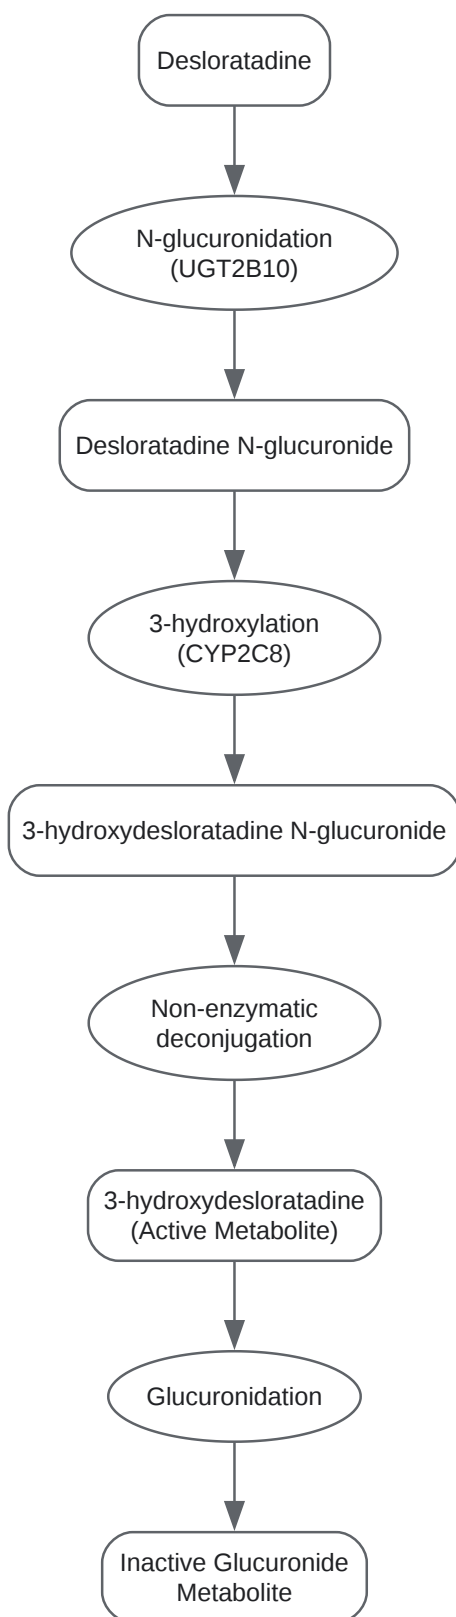 Desloratadine
N-glucuronidation
(UGT2B10)
Desloratadine N-glucuronide
3-hydroxylation
(CYP2C8)
3-hydroxydesloratadine N-glucuronide
Non-enzymatic
deconjugation
3-hydroxydesloratadine
(Active Metabolite)
Glucuronidation
Inactive Glucuronide
Metabolite